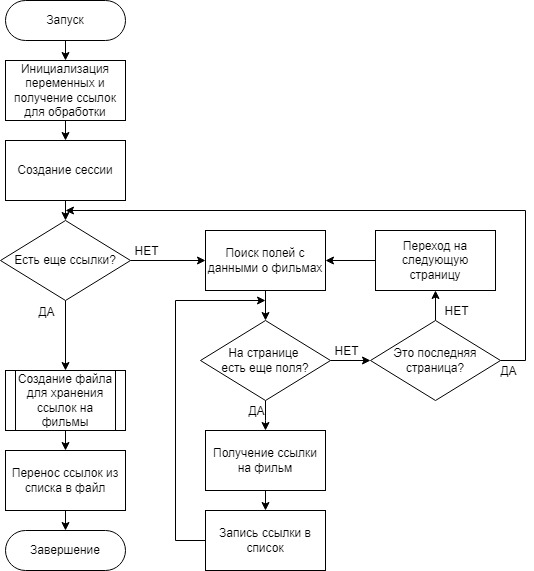 Запуск
Инициализация
переменных и
получение ссылок
для обработки
Создание сессии
Есть еще ссылки?
НЕТ
ДА
Поиск полей с
данными о фильмах
Переход на
следующую
страницу
На странице
есть еще поля?
НЕТ
ДА
Это последняя
страница?
НЕТ
ДА
Создание файла
для хранения
ссылок на
фильмы
Получение ссылки
на фильм
Перенос ссылок из
списка в файл
Запись ссылки в
список
Завершение